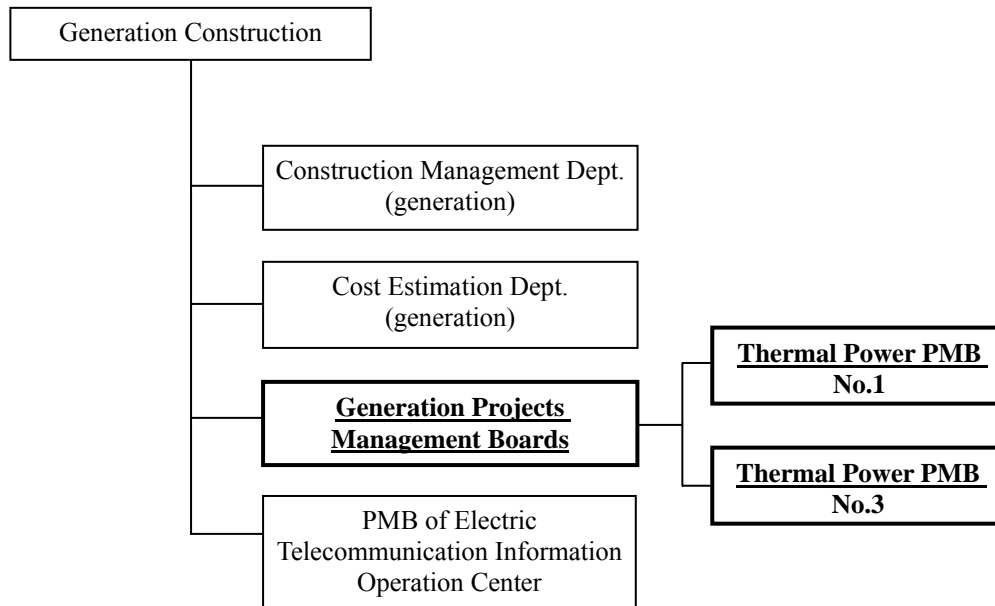 Generation Construction
Construction Management Dept.
(generation)
Cost Estimation Dept.
(generation)
Generation Projects
Management Boards
Thermal Power PMB
No.1
Thermal Power PMB
No.3
PMB of Electric
Telecommunication Information
Operation Center